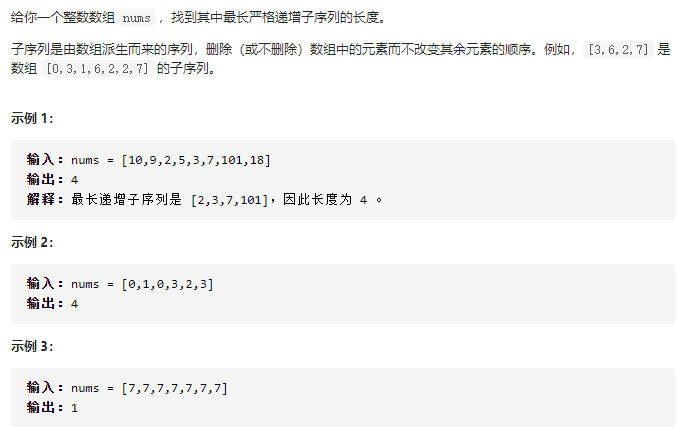 给你一个整数数组 nums ，找到其中最长严格递增子序列的长度。
子序列是由数组派生而来的序列，删除（或不删除）数组中的元素而不改变其余元素的顺序。例如，[3,6,2,7] 是
数组 [0,3,1,6,2,2,7] 的子序列。
示例 1：
输入：nums = [10,9,2,5,3,7,101,18]
输出：4
解释：最长递增子序列是 [2,3,7,101]，因此长度为 4 。
示例 2：
输入：nums = [0,1,0,3,2,3]
输出：4
示例 3：
输入：nums = [7,7,7,7,7,7,7]
输出：1